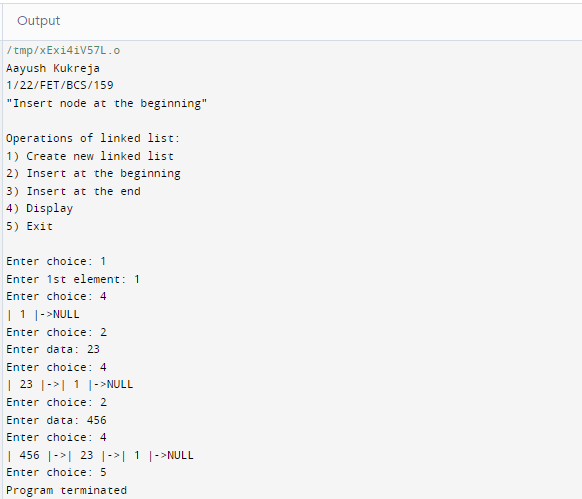 Output
/tmp/xExi4iV57L.o
Aayush Kukreja
1/22/FET/BCS/159
"Insert node at the beginning"
Operations of linked list:
1) Create new linked list
2) Insert at the beginning
3) Insert at the end
4) Display
5) Exit
Enter choice: 1
Enter 1st element: 1
Enter choice: 4
| 1 |->NULL
Enter choice: 2
Enter data: 23
Enter choice: 4
| 23 |->| 1 |->NULL
Enter choice: 2
Enter data: 456
Enter choice: 4
| 456 |->| 23 |->| 1 |->NULL
Enter choice: 5
Program terminated